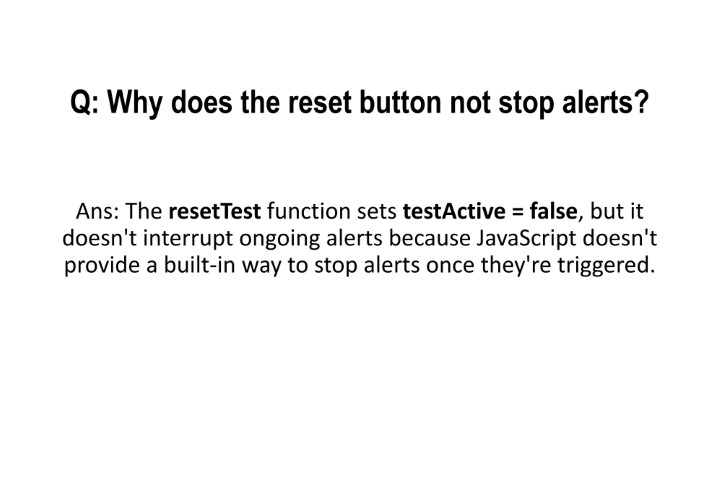 Q: Why does the reset button not stop alerts?
Ans: The resetTest function sets testActive = false, but it
doesn't interrupt ongoing alerts because JavaScript doesn't
provide a built-in way to stop alerts once they're triggered.